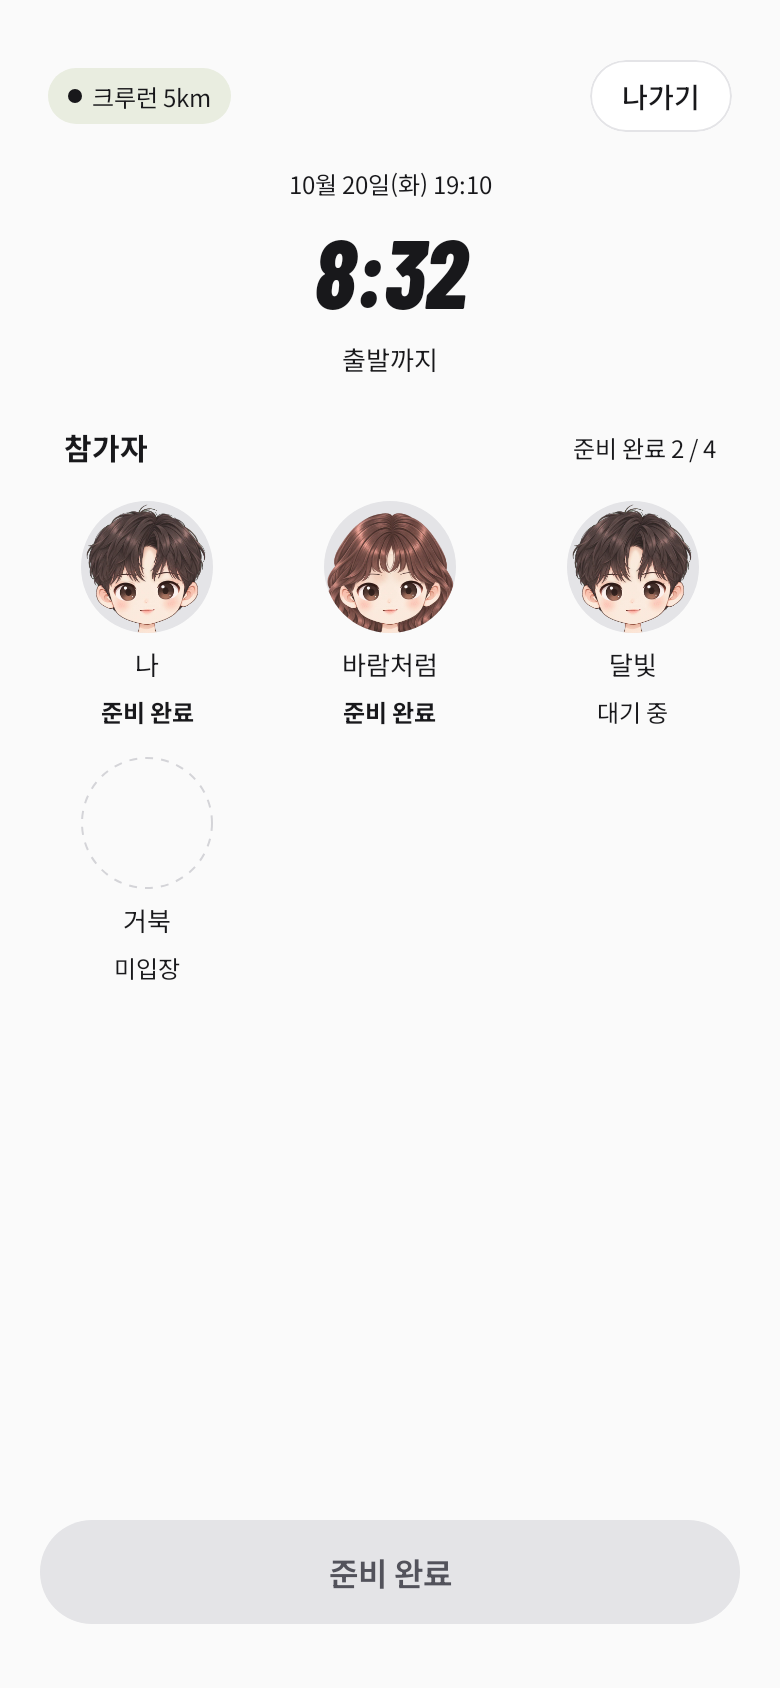 크루런 5km
나가기
10월 20일(화) 19:10
8:32
출발까지
참가자
준비 완료 2 / 4
나
바람처럼
달빛
준비 완료
준비 완료
대기 중
거북
미입장
준비 완료